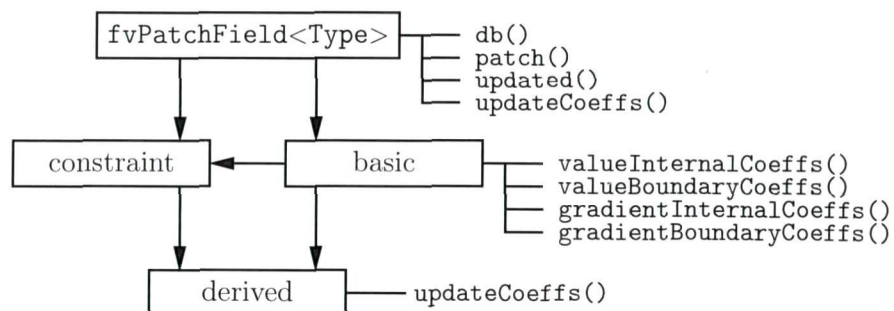 fvPatchField<Type>
db()
patch()
updated()
updateCoeffs()
constraint
basic
valueInternalCoeffs()
valueBoundaryCoeffs()
gradientInternalCoeffs()
gradientBoundaryCoeffs()
derived
updateCoeffs()